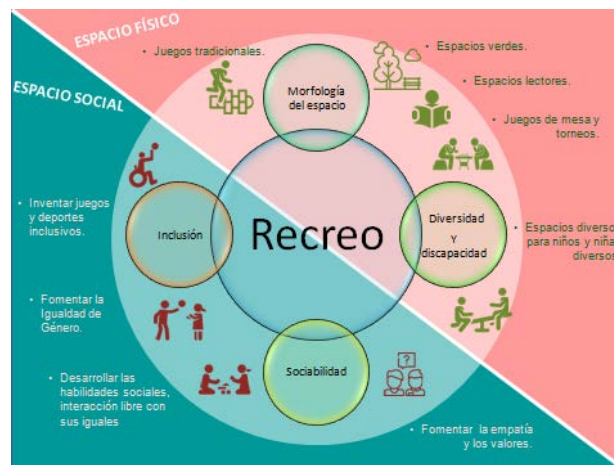 ESPACIO FÍSICO
ESPACIO SOCIAL
• Juegos tradicionales.
Morfología
del espacio
• Espacios verdes.
• Espacios lectores.
• Juegos de mesa y
torneos.
• Inventar juegos
y deportes
inclusivos.
Inclusión
Recreo
Diversidad
Y
discapacidad
• Espacios diverso
para niños y niña
diversos
• Fomentar la
Igualdad de
Género.
• Desarrollar las
habilidades sociales,
interacción libre con
sus iguales
Sociabilidad
?
• Fomentar la empatía
y los valores.